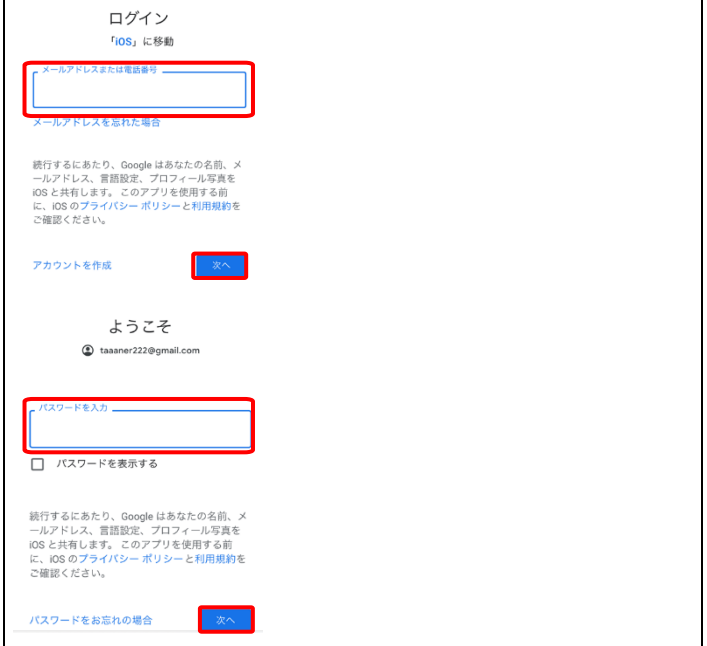 ログイン
「iOS」に移動
メールアドレスまたは電話番号
メールアドレスを忘れた場合
続行するにあたり、Google はあなたの名前、メ
ールアドレス、言語設定、プロフィール写真を
iOS と共有します。 このアプリを使用する前
に、iOS のプライバシー ポリシーと利用規約を
ご確認ください。
アカウントを作成
次へ
ようこそ
taaaner222@gmail.com
パスワードを入力
パスワードを表示する
続行するにあたり、Google はあなたの名前、メ
ールアドレス、言語設定、プロフィール写真を
iOS と共有します。 このアプリを使用する前
に、iOS のプライバシー ポリシーと利用規約を
ご確認ください。
パスワードをお忘れの場合
次へ